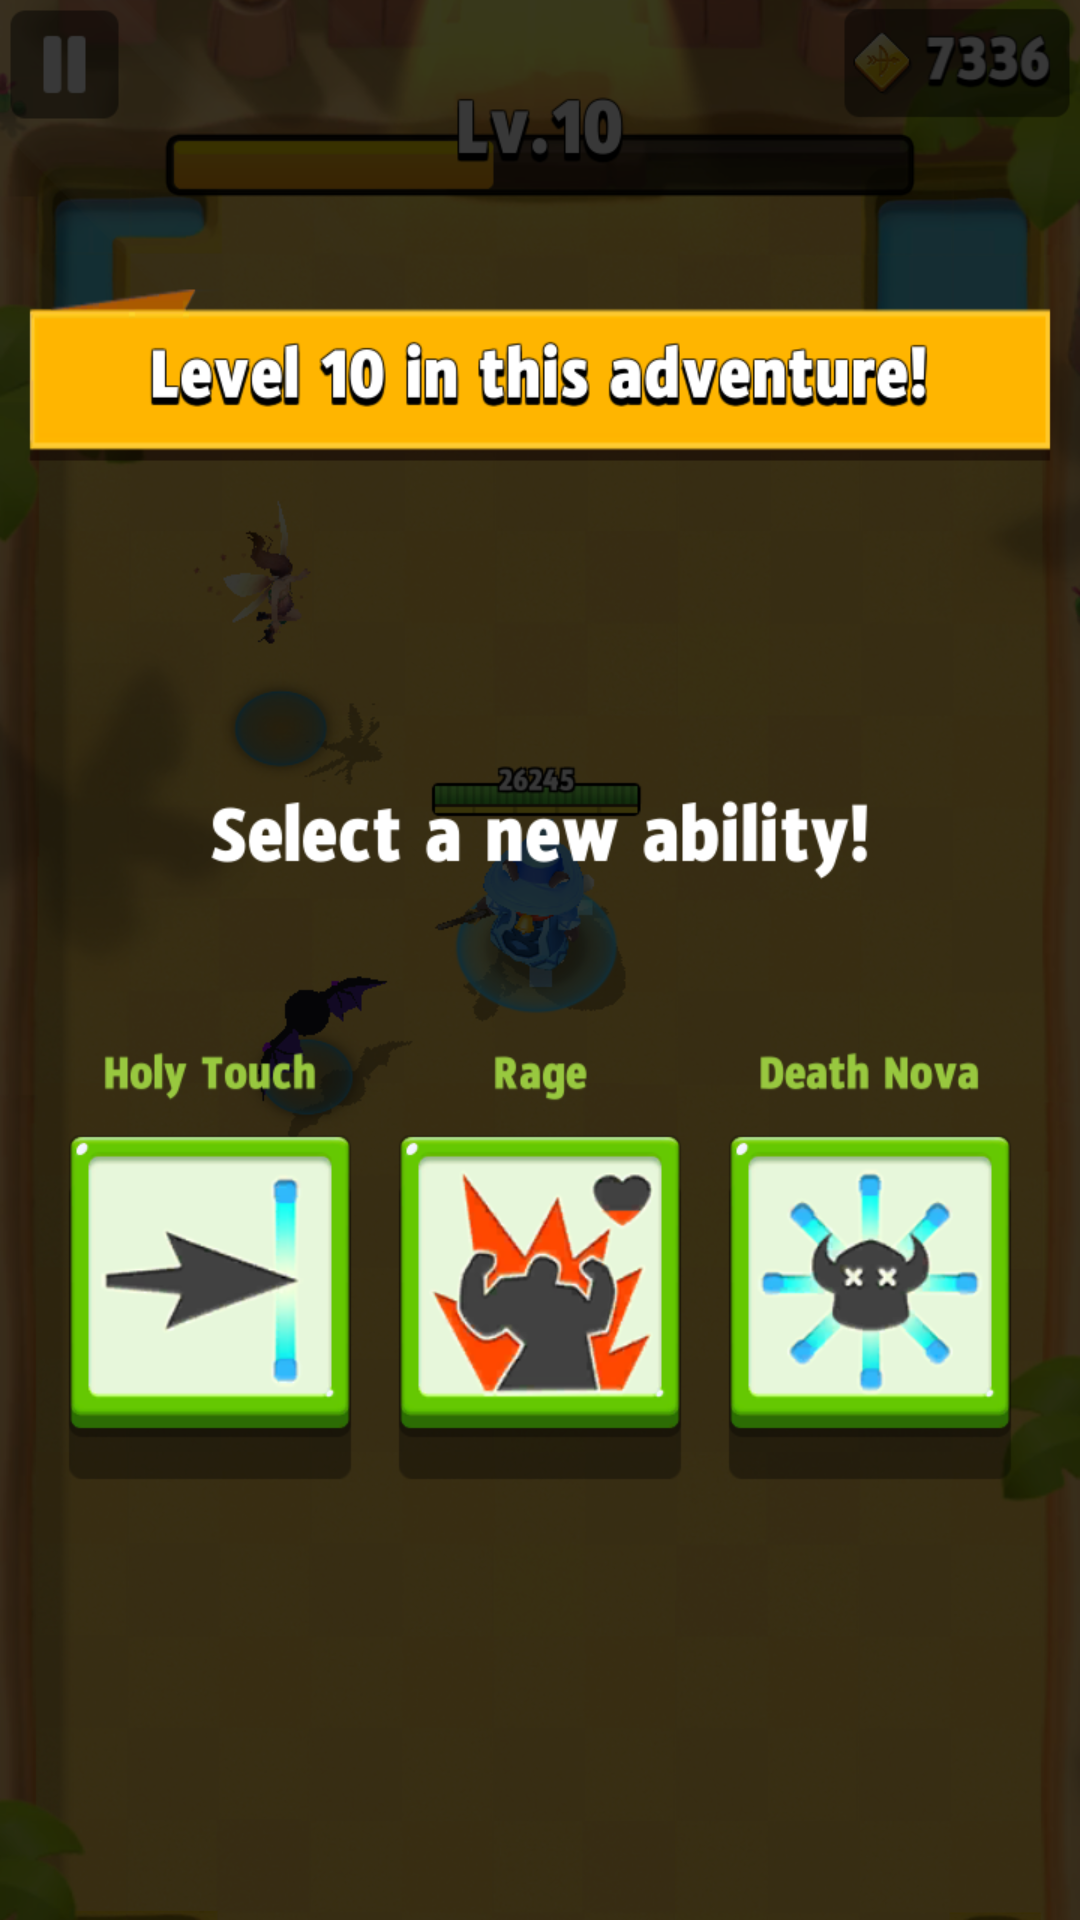 7336
Lv.10
Level 10 in this adventure!
26245
Select a new ability!
Holy Touch
Rage
Death Nova